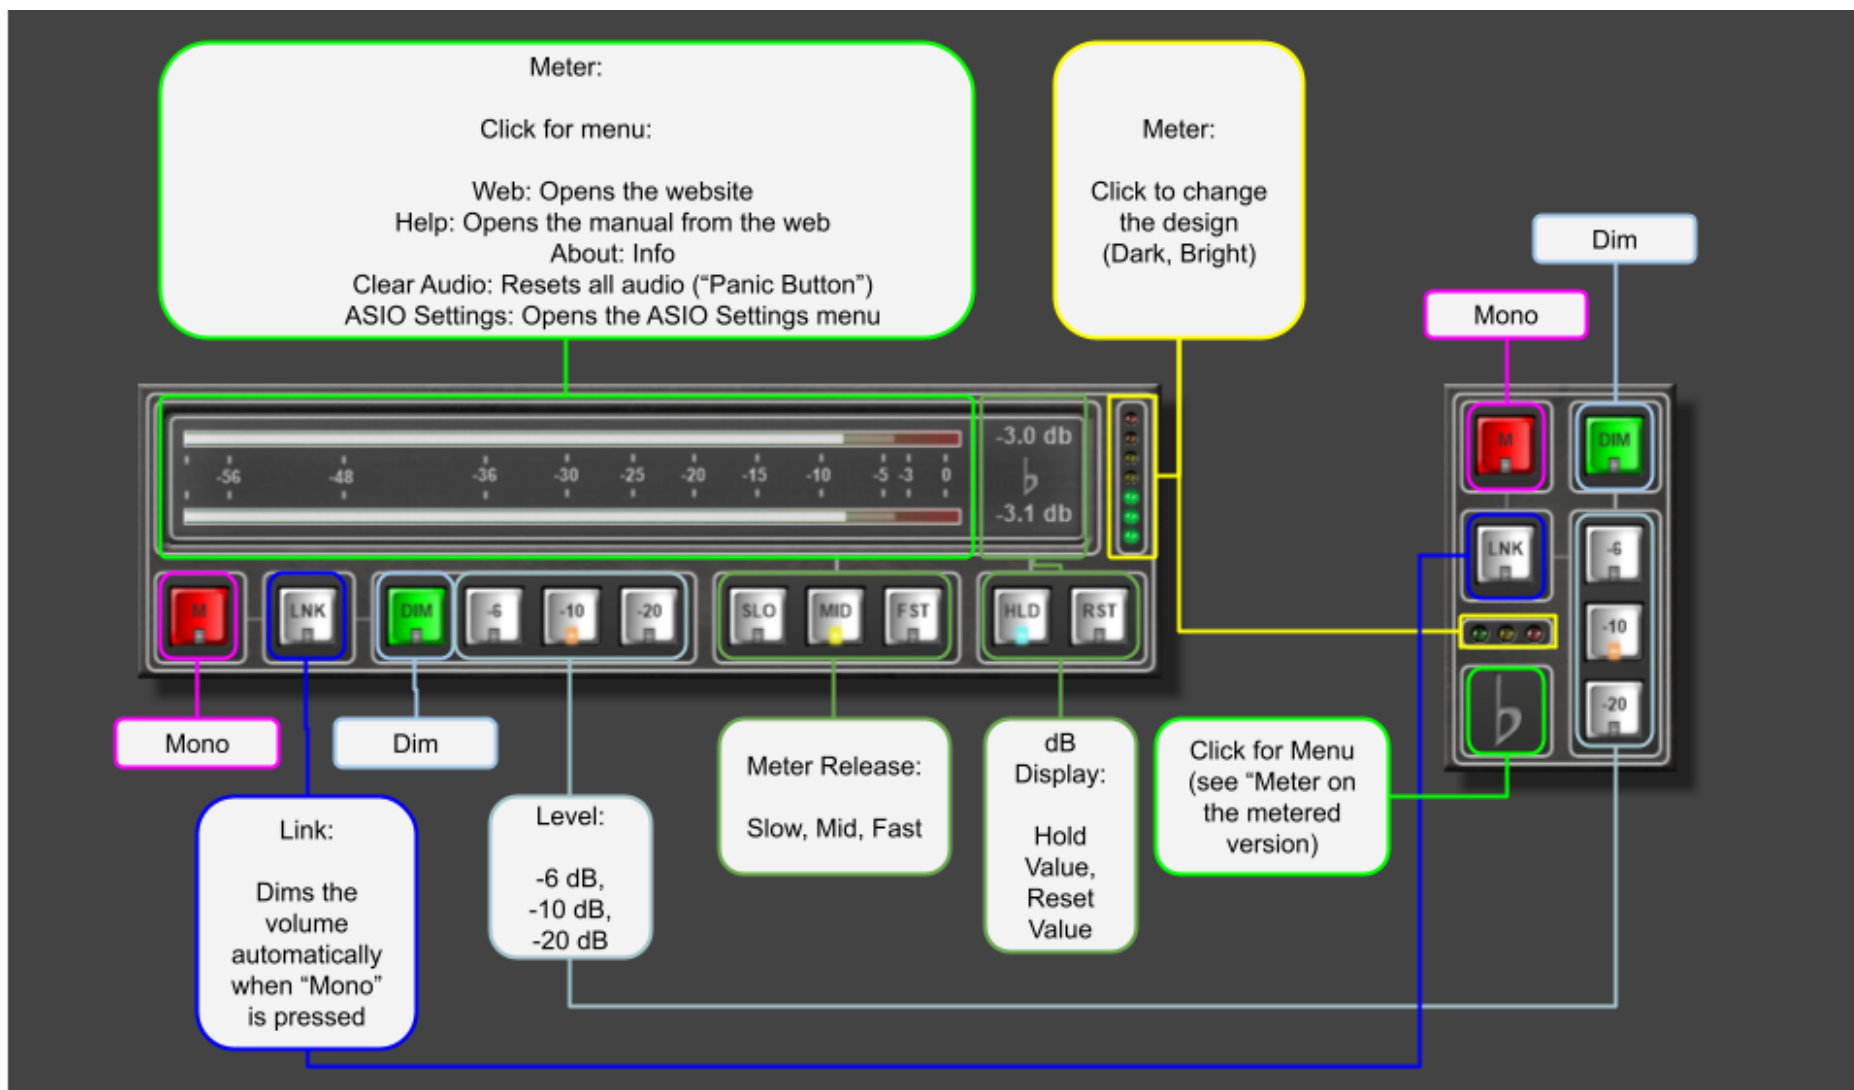 Meter:
Click for menu:
Web: Opens the website
Help: Opens the manual from the web
About: Info
Clear Audio: Resets all audio (“Panic Button”)
ASIO Settings: Opens the ASIO Settings menu
Meter:
Click to change
the design
(Dark, Bright)
Dim
Mono
-3.0 db
-56 -48 -36 -30 -25 -20 -15 -10 -5 -3 0
-3.1 db
M LNK DIM -6 -10 -20 SLO MID FST HLD RST
M DIM
LNK -6
-10
-20
Mono
Dim
Link:
Dims the
volume
automatically
when “Mono”
is pressed
Level:
-6 dB,
-10 dB,
-20 dB
Meter Release:
Slow, Mid, Fast
dB
Display:
Hold
Value,
Reset
Value
Click for Menu
(see “Meter on
the metered
version)